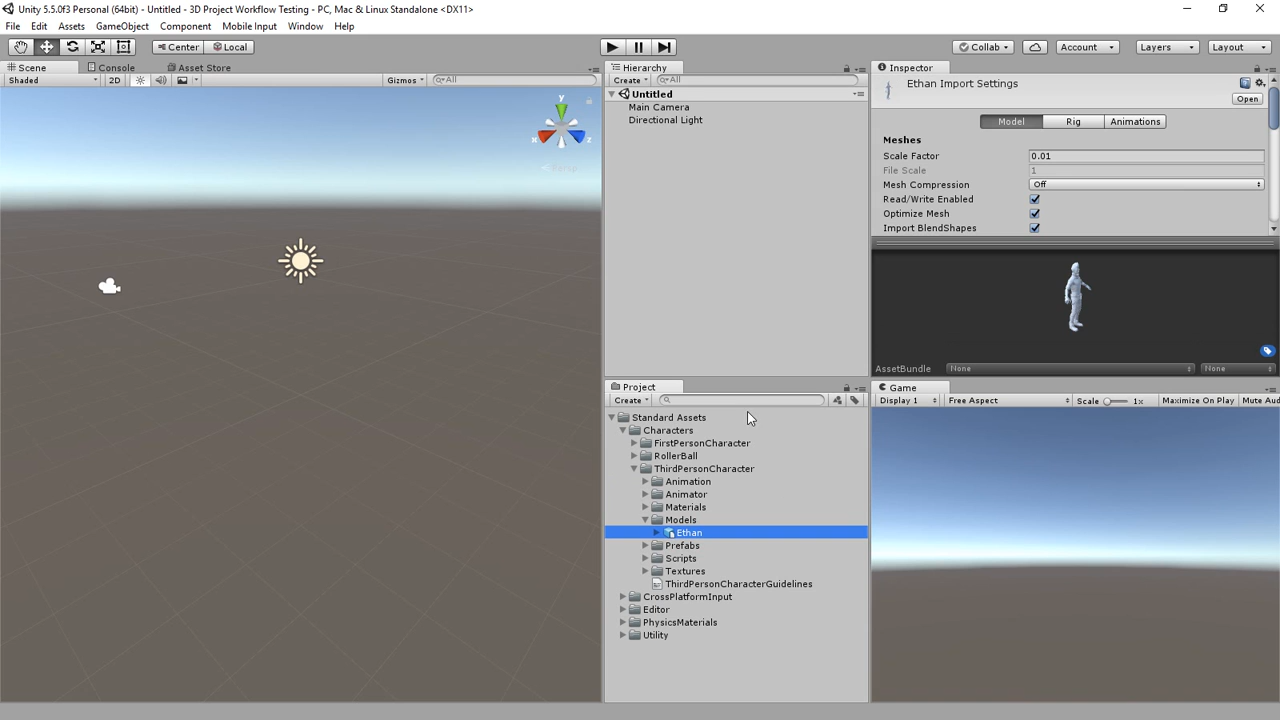 Unity 5.5.0f3 Personal (64bit) - Untitled - 3D Project Workflow Testing - PC, Mac & Linux Standalone <DX11>
File Edit Assets GameObject Component Mobile Input Window Help
Center Local Collab Account Layers Layout
Scene Console Asset Store
Shaded 2D Gizmos All
y
x z
Persp
Hierarchy
Create All
Untitled
Main Camera
Directional Light
Inspector
Ethan Import Settings
Open
Model Rig Animations
Meshes
Scale Factor 0.01
File Scale 1
Mesh Compression Off
Read/Write Enabled
Optimize Mesh
Import BlendShapes
AssetBundle None None
Project
Create
Standard Assets
Characters
FirstPersonCharacter
RollerBall
ThirdPersonCharacter
Animation
Animator
Materials
Models
Ethan
Prefabs
Scripts
Textures
ThirdPersonCharacterGuidelines
CrossPlatformInput
Editor
PhysicsMaterials
Utility
Game
Display 1 Free Aspect Scale 1x Maximize On Play Mute Aud